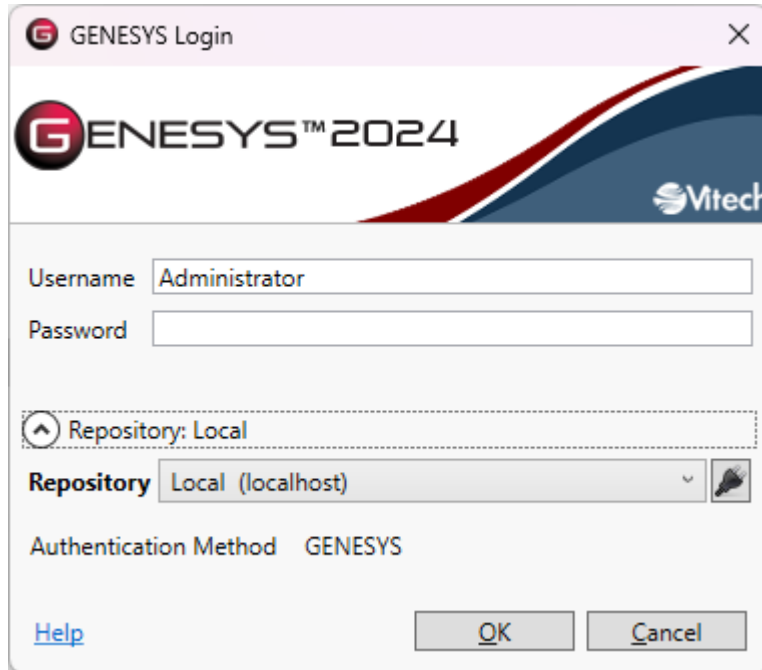 GENESYS Login
GENESYS™2024
Vitech
Username Administrator
Password
Repository: Local
Repository Local (localhost)
Authentication Method GENESYS
Help OK Cancel